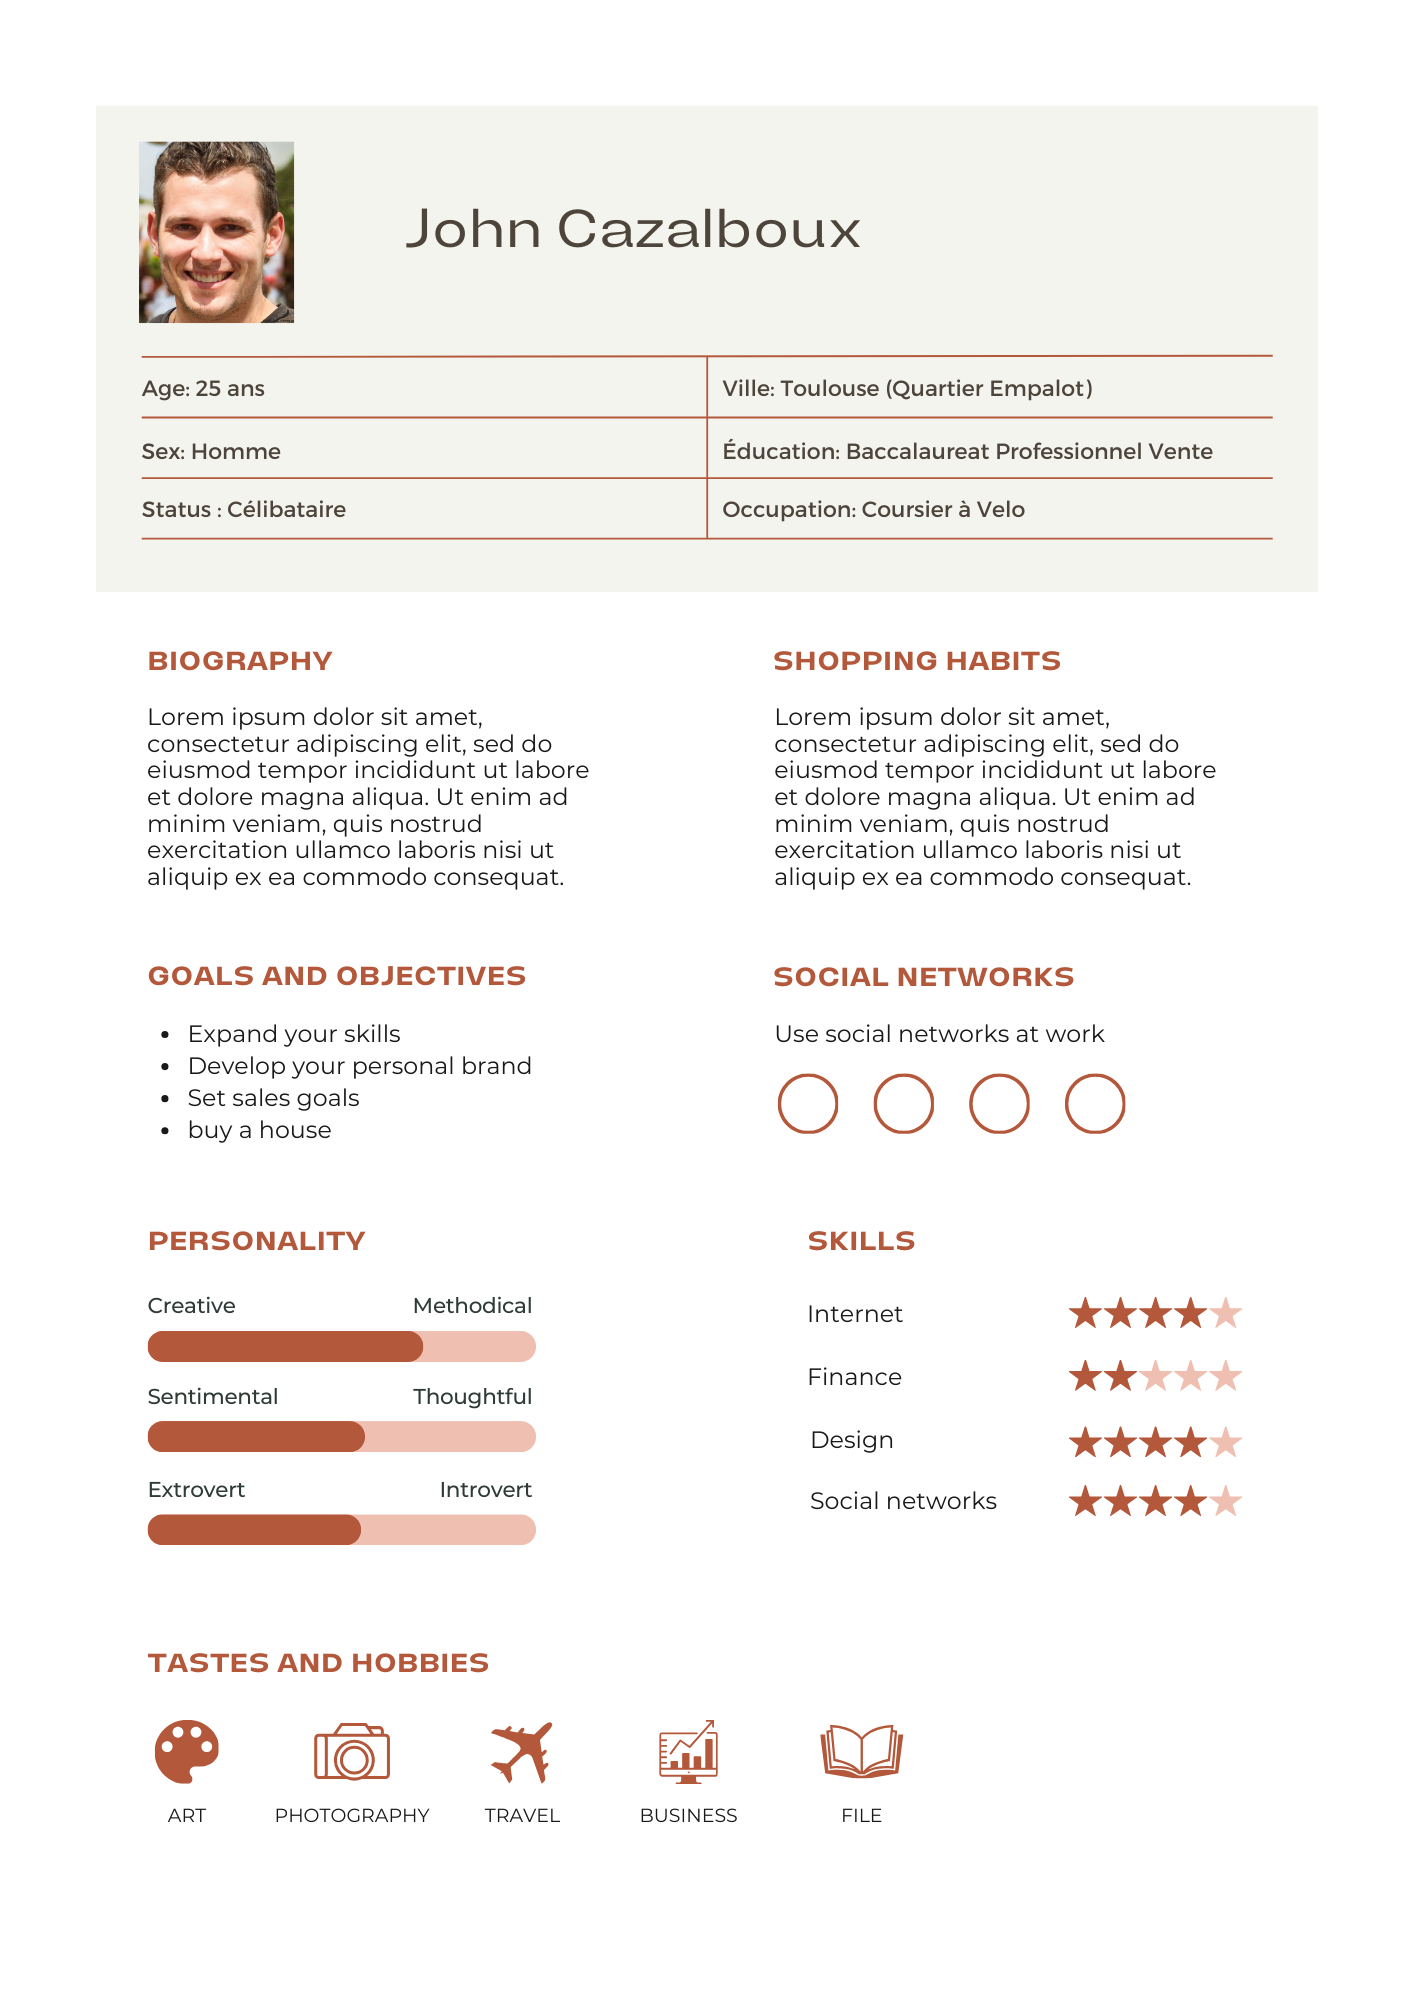 John Cazalboux
Age: 25 ans
Ville: Toulouse (Quartier Empalot)
Sex: Homme
Éducation: Baccalaureat Professionnel Vente
Status : Célibataire
Occupation: Coursier à Velo
BIOGRAPHY
Lorem ipsum dolor sit amet,
consectetur adipiscing elit, sed do
eiusmod tempor incididunt ut labore
et dolore magna aliqua. Ut enim ad
minim veniam, quis nostrud
exercitation ullamco laboris nisi ut
aliquip ex ea commodo consequat.
SHOPPING HABITS
Lorem ipsum dolor sit amet,
consectetur adipiscing elit, sed do
eiusmod tempor incididunt ut labore
et dolore magna aliqua. Ut enim ad
minim veniam, quis nostrud
exercitation ullamco laboris nisi ut
aliquip ex ea commodo consequat.
GOALS AND OBJECTIVES
• Expand your skills
• Develop your personal brand
• Set sales goals
• buy a house
SOCIAL NETWORKS
Use social networks at work
PERSONALITY
Creative Methodical
Sentimental Thoughtful
Extrovert Introvert
SKILLS
Internet
Finance
Design
Social networks
TASTES AND HOBBIES
ART PHOTOGRAPHY TRAVEL BUSINESS FILE